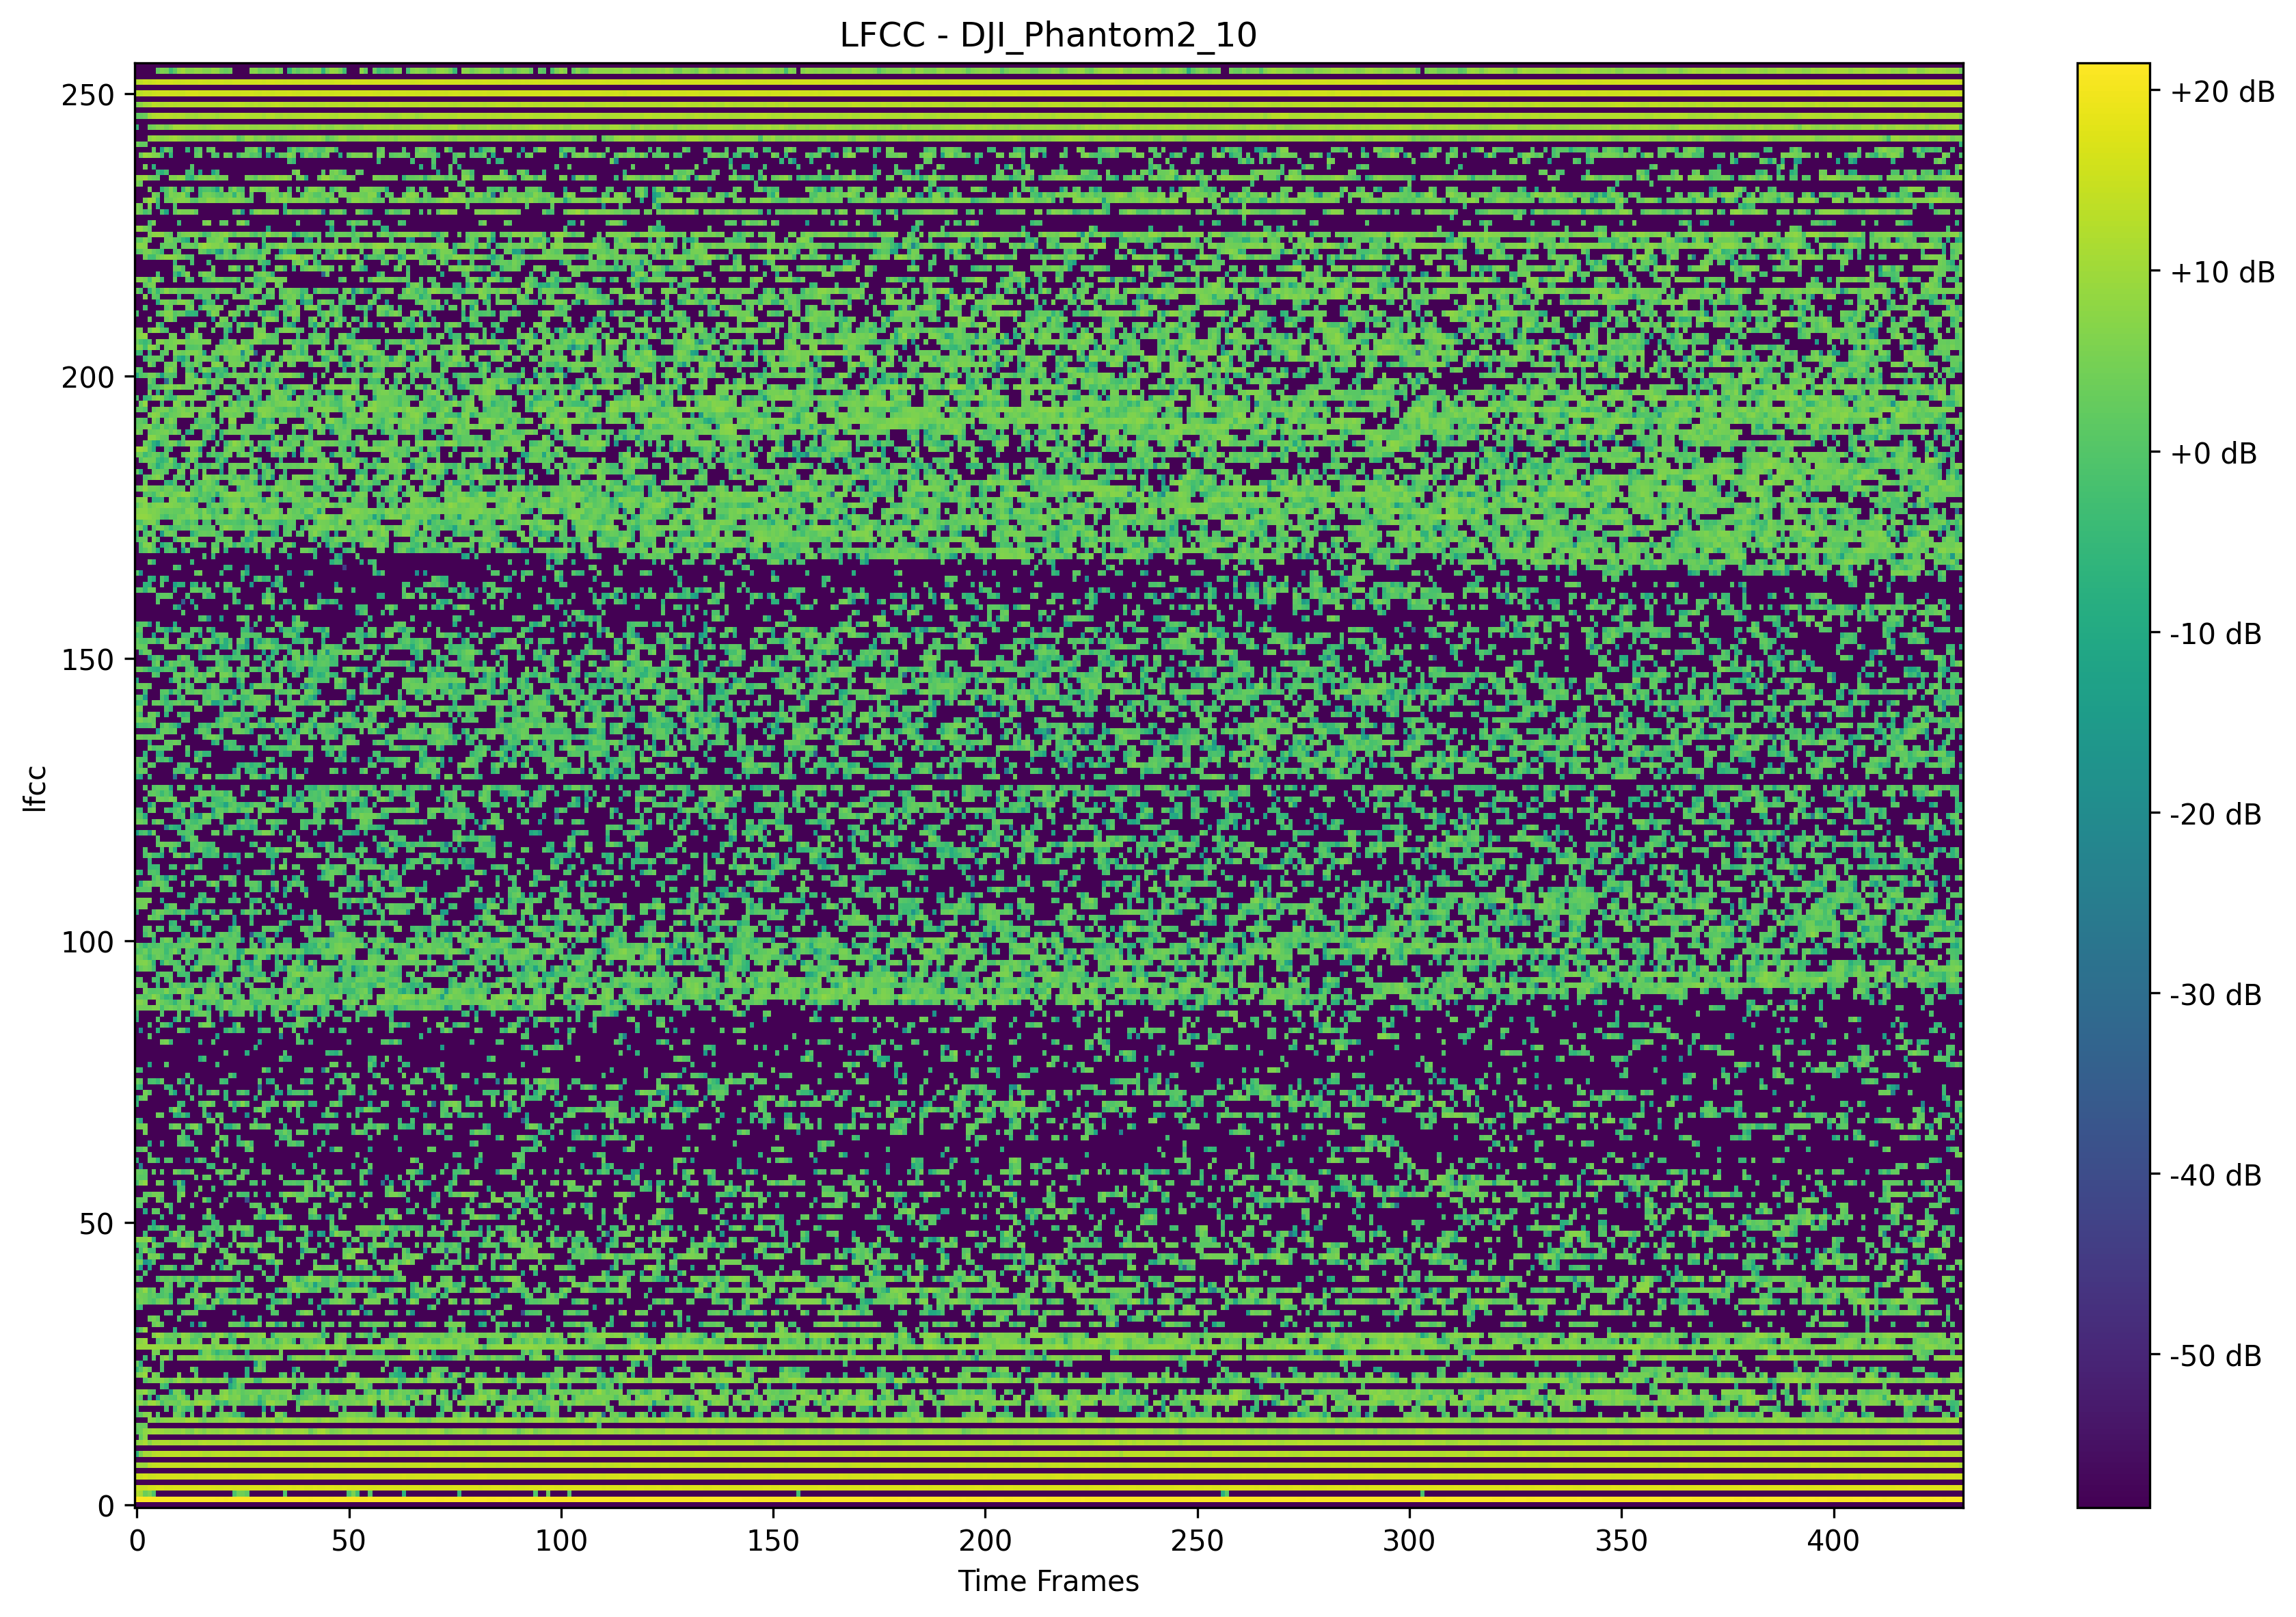 LFCC - DJI_Phantom2_10
250
200
150
100
50
0
lfcc
0 50 100 150 200 250 300 350 400
Time Frames
+20 dB
+10 dB
+0 dB
-10 dB
-20 dB
-30 dB
-40 dB
-50 dB